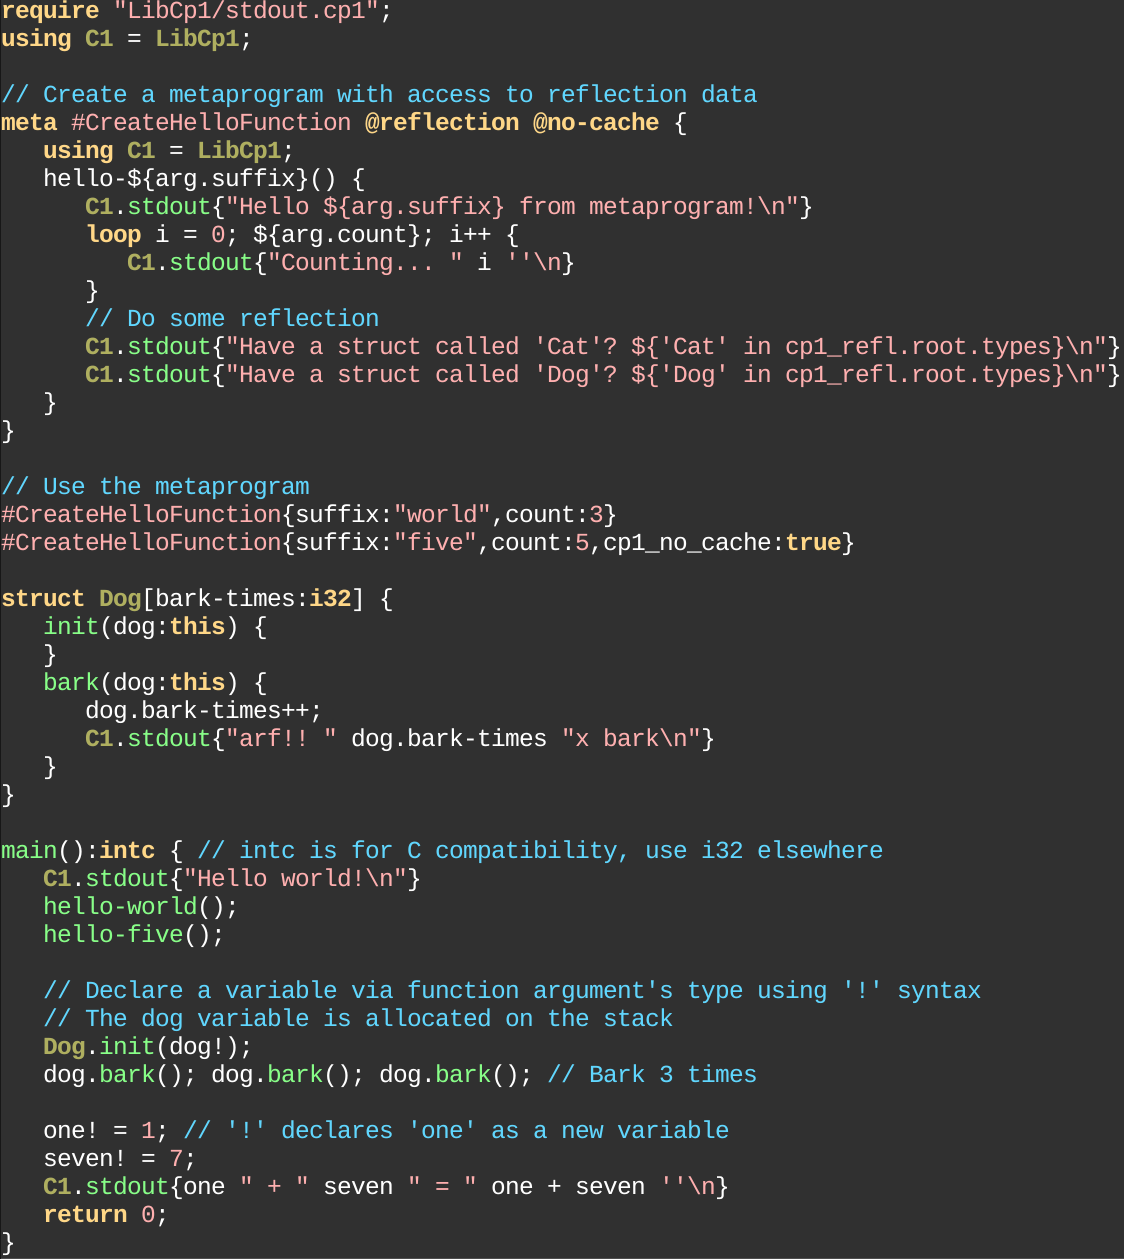 require "LibCp1/stdout.cp1";
using C1 = LibCp1;

// Create a metaprogram with access to reflection data
meta #CreateHelloFunction @reflection @no-cache {
   using C1 = LibCp1;
   hello-${arg.suffix}() {
      C1.stdout{"Hello ${arg.suffix} from metaprogram!\n"}
      loop i = 0; ${arg.count}; i++ {
         C1.stdout{"Counting... " i ''\n}
      }
      // Do some reflection
      C1.stdout{"Have a struct called 'Cat'? ${'Cat' in cp1_refl.root.types}\n"}
      C1.stdout{"Have a struct called 'Dog'? ${'Dog' in cp1_refl.root.types}\n"}
   }
}

// Use the metaprogram
#CreateHelloFunction{suffix:"world",count:3}
#CreateHelloFunction{suffix:"five",count:5,cp1_no_cache:true}

struct Dog[bark-times:i32] {
   init(dog:this) {
   }
   bark(dog:this) {
      dog.bark-times++;
      C1.stdout{"arf!! " dog.bark-times "x bark\n"}
   }
}

main():intc { // intc is for C compatibility, use i32 elsewhere
   C1.stdout{"Hello world!\n"}
   hello-world();
   hello-five();

   // Declare a variable via function argument's type using '!' syntax
   // The dog variable is allocated on the stack
   Dog.init(dog!);
   dog.bark(); dog.bark(); dog.bark(); // Bark 3 times

   one! = 1; // '!' declares 'one' as a new variable
   seven! = 7;
   C1.stdout{one " + " seven " = " one + seven ''\n}
   return 0;
}